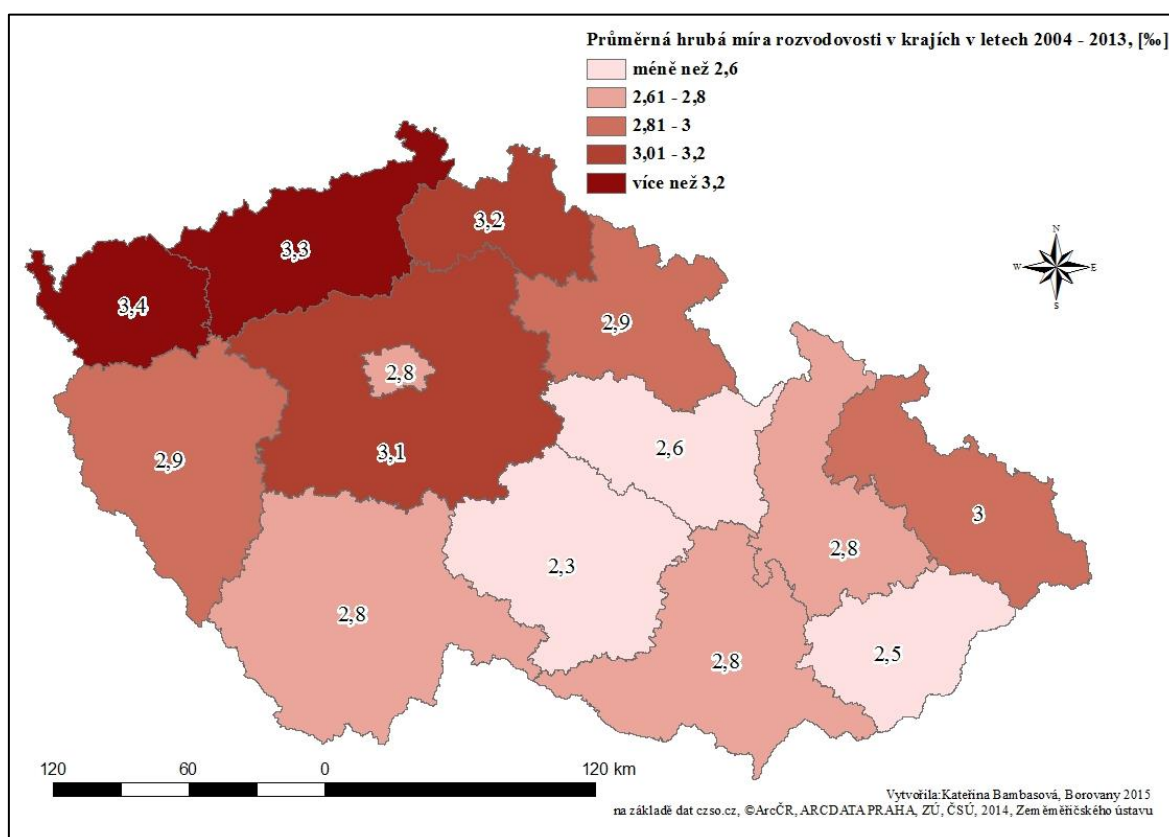 Průměrná hrubá míra rozvodovosti v krajích v letech 2004 - 2013, [‰]
méně než 2,6
2,61 - 2,8
2,81 - 3
3,01 - 3,2
více než 3,2
N
W E
S
3,2
3,3
3,4
2,9
2,8
2,6
3,1
2,9
3
2,8
2,3
2,8
2,8
2,5
120 60 0 120 km
Vytvořila:Kateřina Bambasová, Borovany 2015
na základě dat czso.cz, ©ArcČR, ARCDATA PRAHA, ZÚ, ČSÚ, 2014, Zeměměřičského ústavu